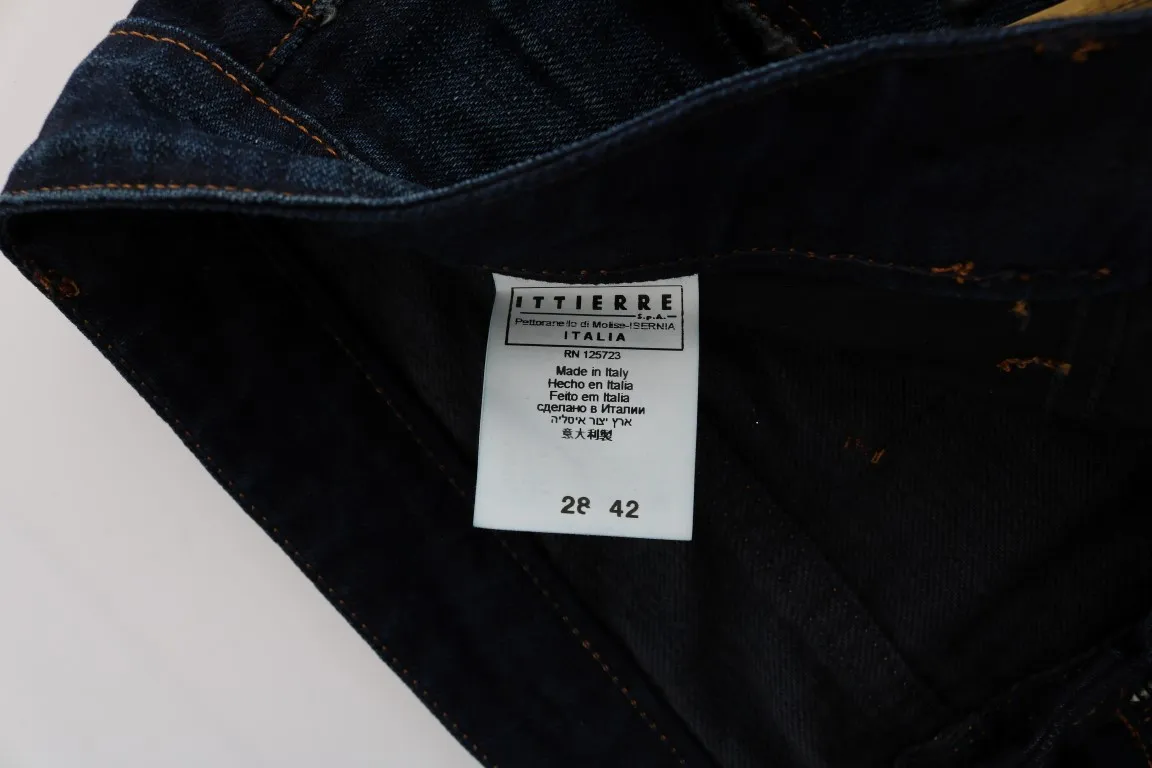 ITTIERRE
S.p.A.
Pettoranello di Molise-ISERNIA
ITALIA
RN 125723
Made in Italy
Hecho en Italia
Feito em Italia
сделано в Италии
ארץ יצור איטליה
意大利製
28 42